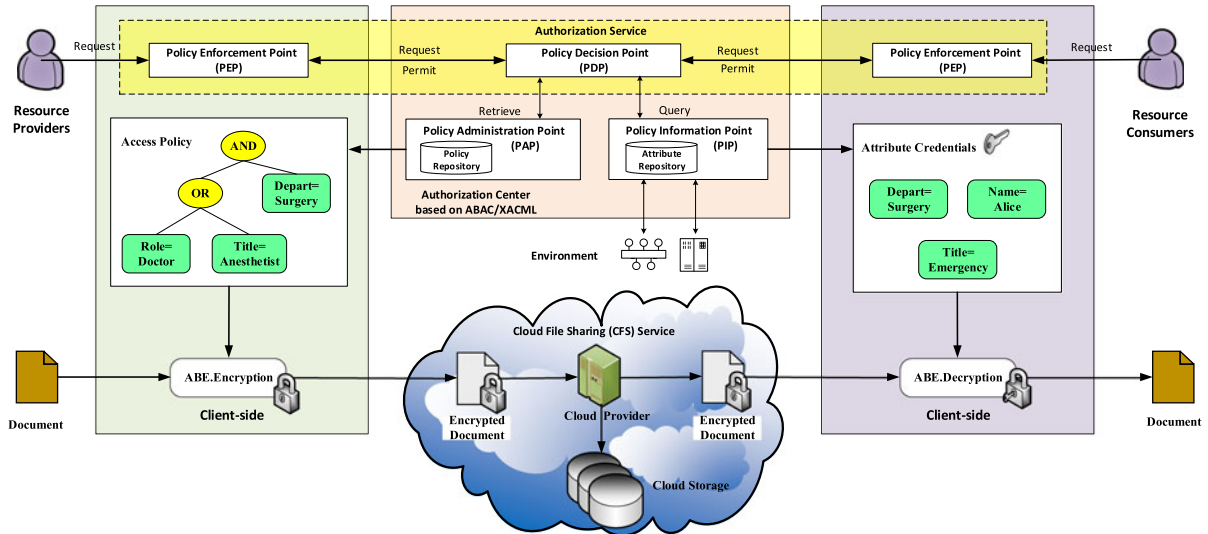 Authorization Service
Request
Policy Enforcement Point
(PEP)
Request
Permit
Policy Decision Point
(PDP)
Request
Permit
Policy Enforcement Point
(PEP)
Request
Resource
Providers
Resource
Consumers
Retrieve
Query
Access Policy
AND
OR
Depart=
Surgery
Role=
Doctor
Title=
Anesthetist
Policy Administration Point
(PAP)
Policy
Repository
Policy Information Point
(PIP)
Attribute
Repository
Authorization Center
based on ABAC/XACML
Environment
Attribute Credentials
Depart=
Surgery
Name=
Alice
Title=
Emergency
Cloud File Sharing (CFS) Service
Document
ABE.Encryption
Client-side
Encrypted
Document
Cloud Provider
Encrypted
Document
Cloud Storage
ABE.Decryption
Client-side
Document